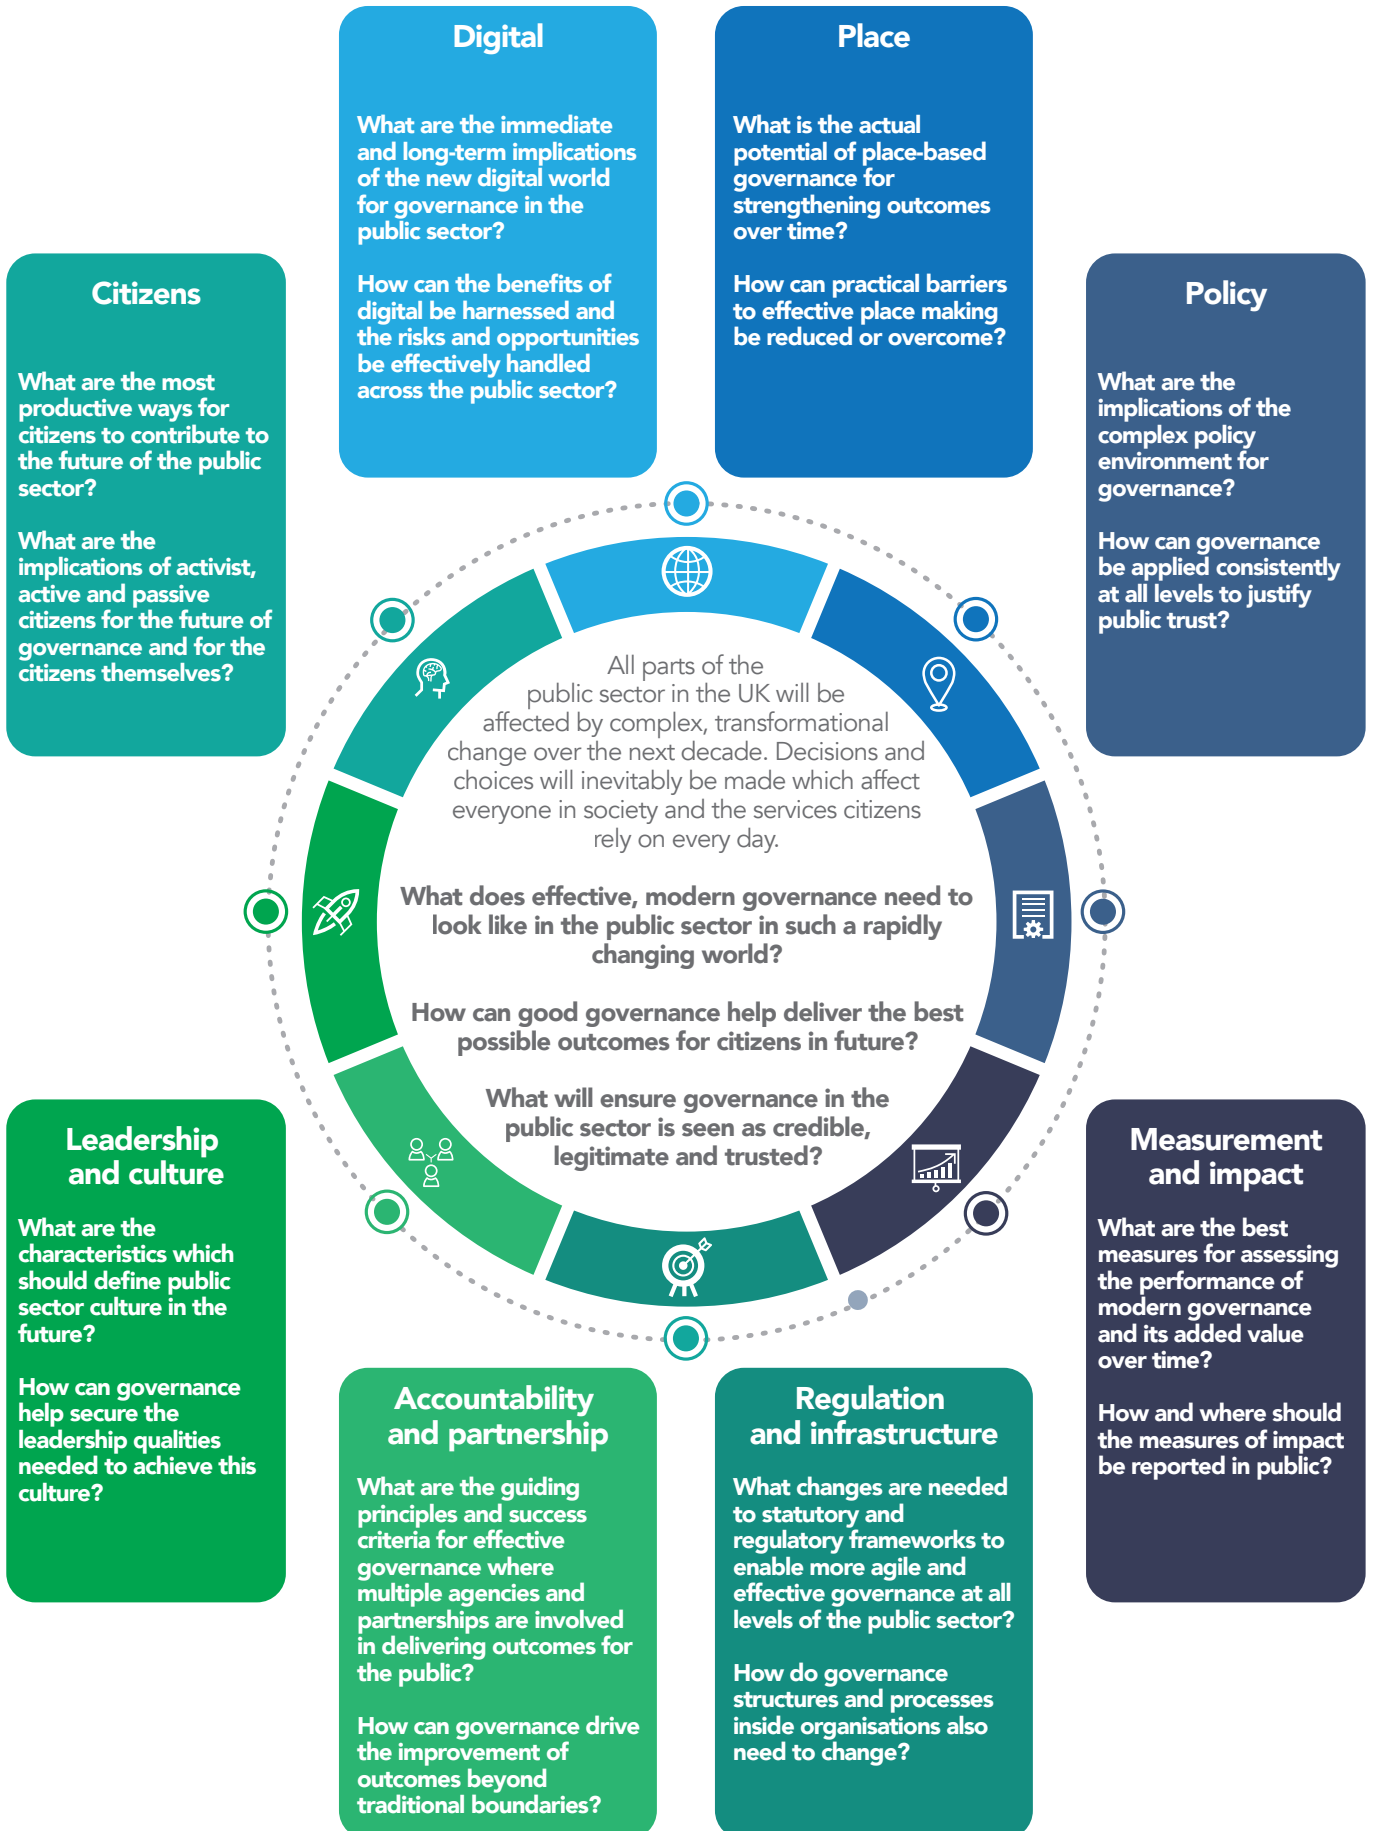 Digital
What are the immediate
and long-term implications
of the new digital world
for governance in the
public sector?
How can the benefits of
digital be harnessed and
the risks and opportunities
be effectively handled
across the public sector?
Place
What is the actual
potential of place-based
governance for
strengthening outcomes
over time?
How can practical barriers
to effective place making
be reduced or overcome?
Citizens
What are the most
productive ways for
citizens to contribute to
the future of the public
sector?
What are the
implications of activist,
active and passive
citizens for the future of
governance and for the
citizens themselves?
Policy
What are the
implications of the
complex policy
environment for
governance?
How can governance
be applied consistently
at all levels to justify
public trust?
All parts of the
public sector in the UK will be
affected by complex, transformational
change over the next decade. Decisions and
choices will inevitably be made which affect
everyone in society and the services citizens
rely on every day.
What does effective, modern governance need to
look like in the public sector in such a rapidly
changing world?
How can good governance help deliver the best
possible outcomes for citizens in future?
What will ensure governance in the
public sector is seen as credible,
legitimate and trusted?
Leadership
and culture
What are the
characteristics which
should define public
sector culture in the
future?
How can governance
help secure the
leadership qualities
needed to achieve this
culture?
Measurement
and impact
What are the best
measures for assessing
the performance of
modern governance
and its added value
over time?
How and where should
the measures of impact
be reported in public?
Accountability
and partnership
What are the guiding
principles and success
criteria for effective
governance where
multiple agencies and
partnerships are involved
in delivering outcomes for
the public?
How can governance drive
the improvement of
outcomes beyond
traditional boundaries?
Regulation
and infrastructure
What changes are needed
to statutory and
regulatory frameworks to
enable more agile and
effective governance at all
levels of the public sector?
How do governance
structures and processes
inside organisations also
need to change?